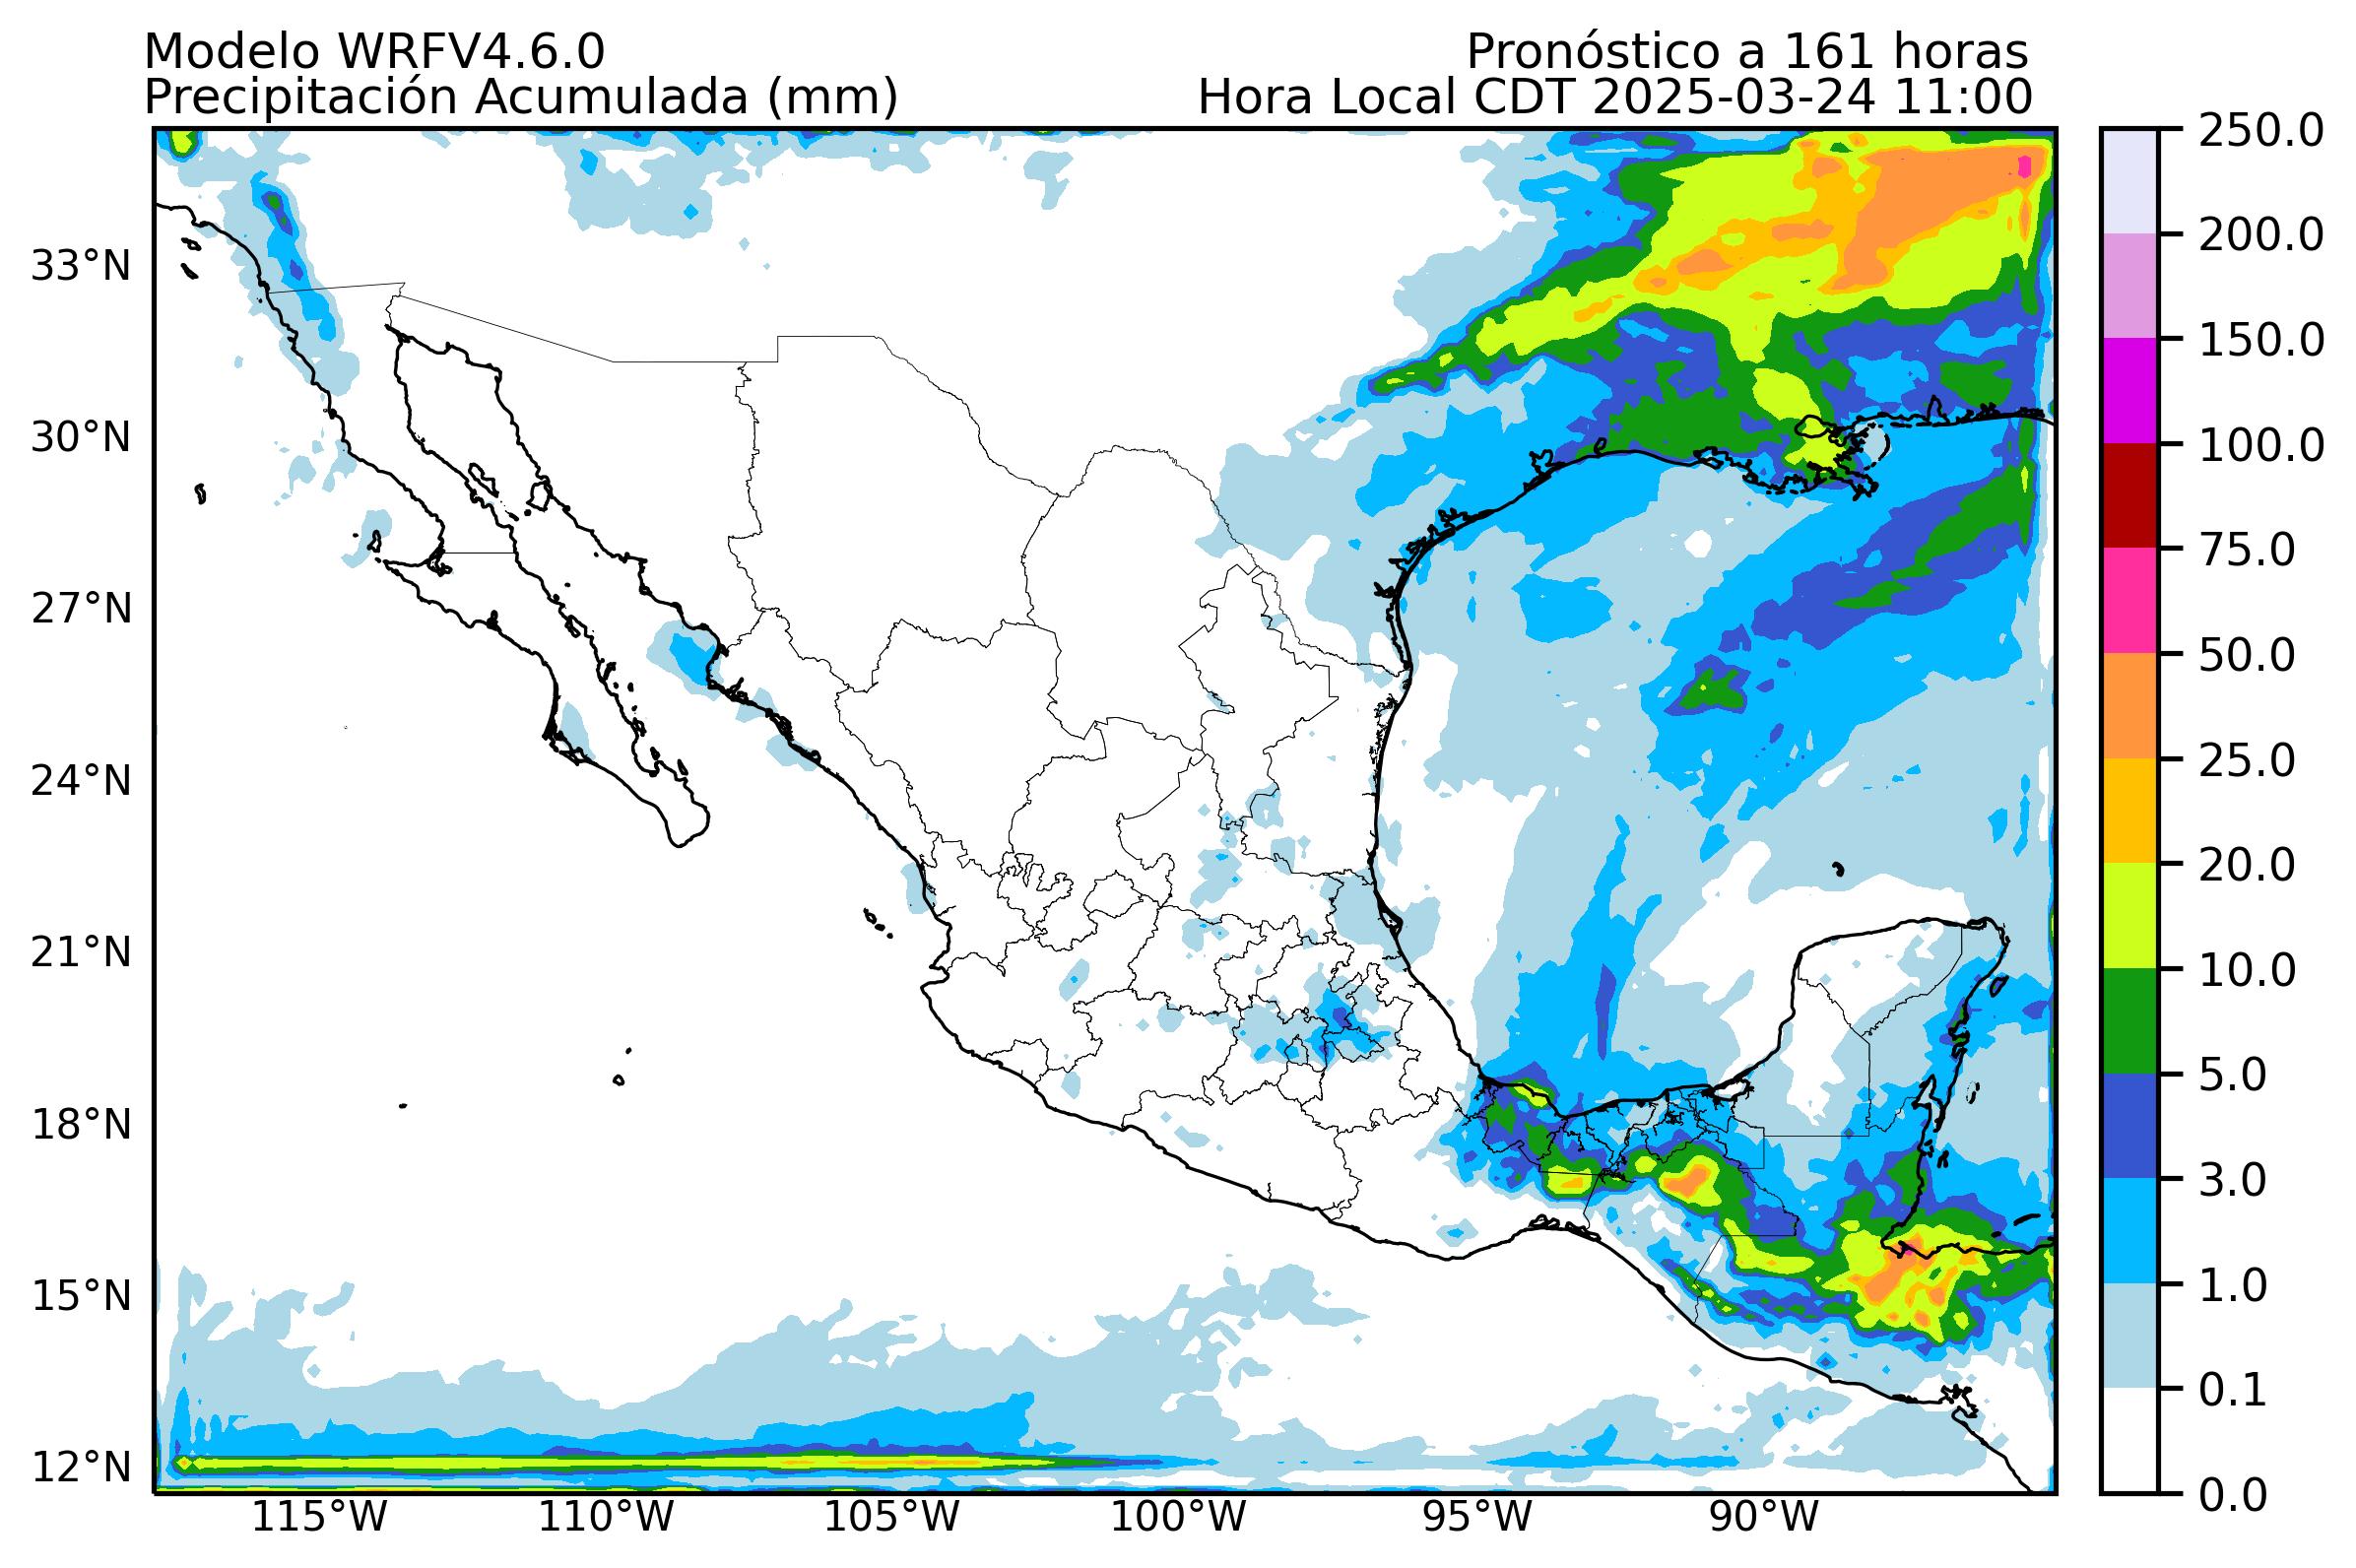 Modelo WRFV4.6.0
Pronóstico a 161 horas
Precipitación Acumulada (mm)
Hora Local CDT 2025-03-24 11:00
33°N
30°N
27°N
24°N
21°N
18°N
15°N
12°N
115°W
110°W
105°W
100°W
95°W
90°W
250.0
200.0
150.0
100.0
75.0
50.0
25.0
20.0
10.0
5.0
3.0
1.0
0.1
0.0